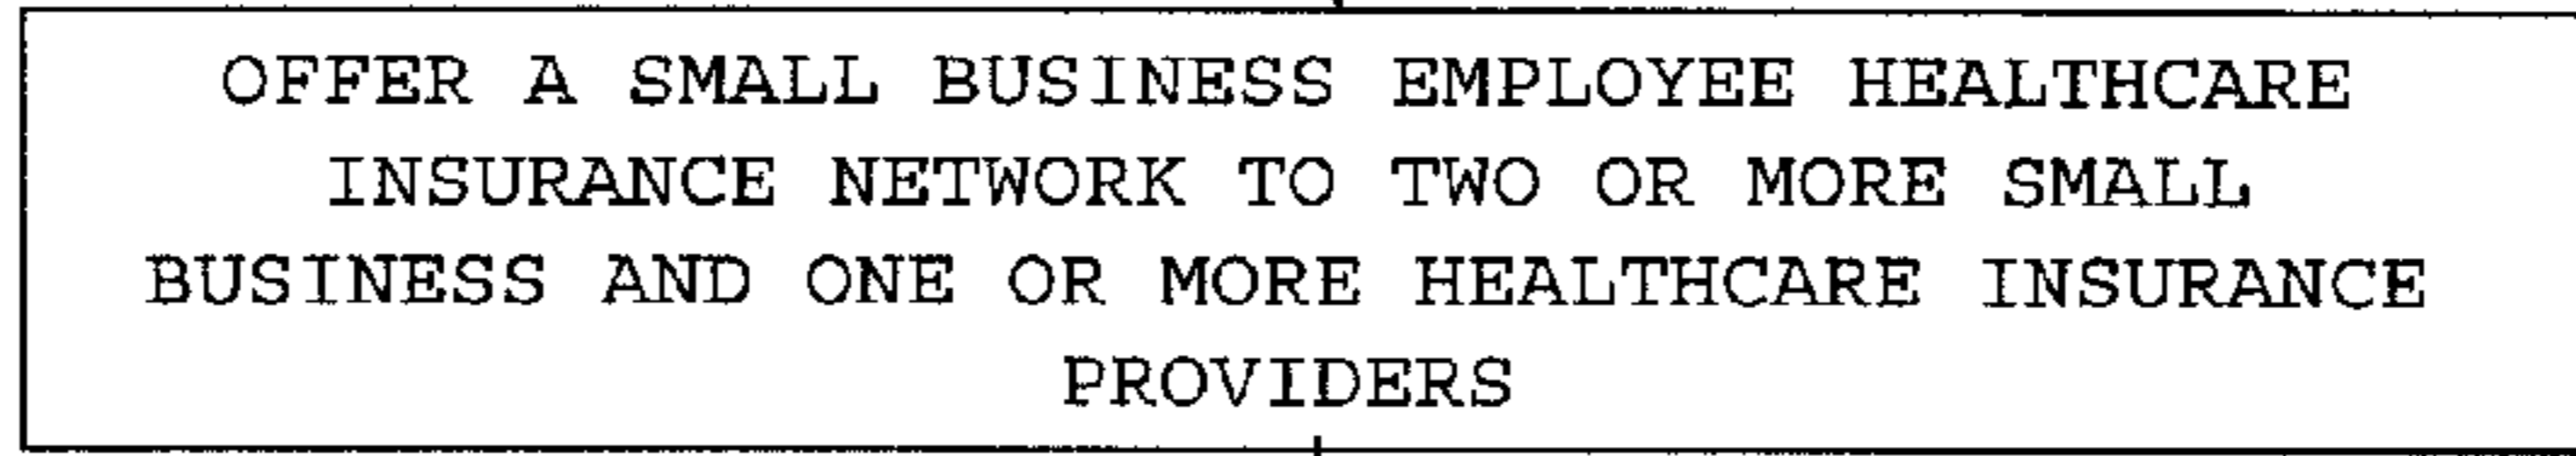 OFFER A SMALL BUSINESS EMPLOYEE HEALTHCARE
INSURANCE NETWORK TO TWO OR MORE SMALL
BUSINESS AND ONE OR MORE HEALTHCARE INSURANCE
PROVIDERS